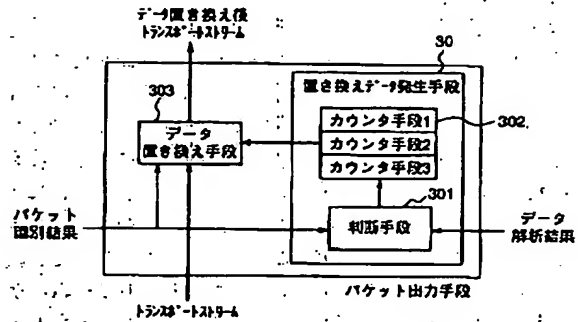 データ置き換え後
トランスポートストリーム
30
置き換えデータ発生手段
303
データ
置き換え手段
カウンタ手段1
カウンタ手段2
カウンタ手段3
302
301
判断手段
パケット
識別結果
データ
解析結果
パケット出力手段
トランスポートストリーム